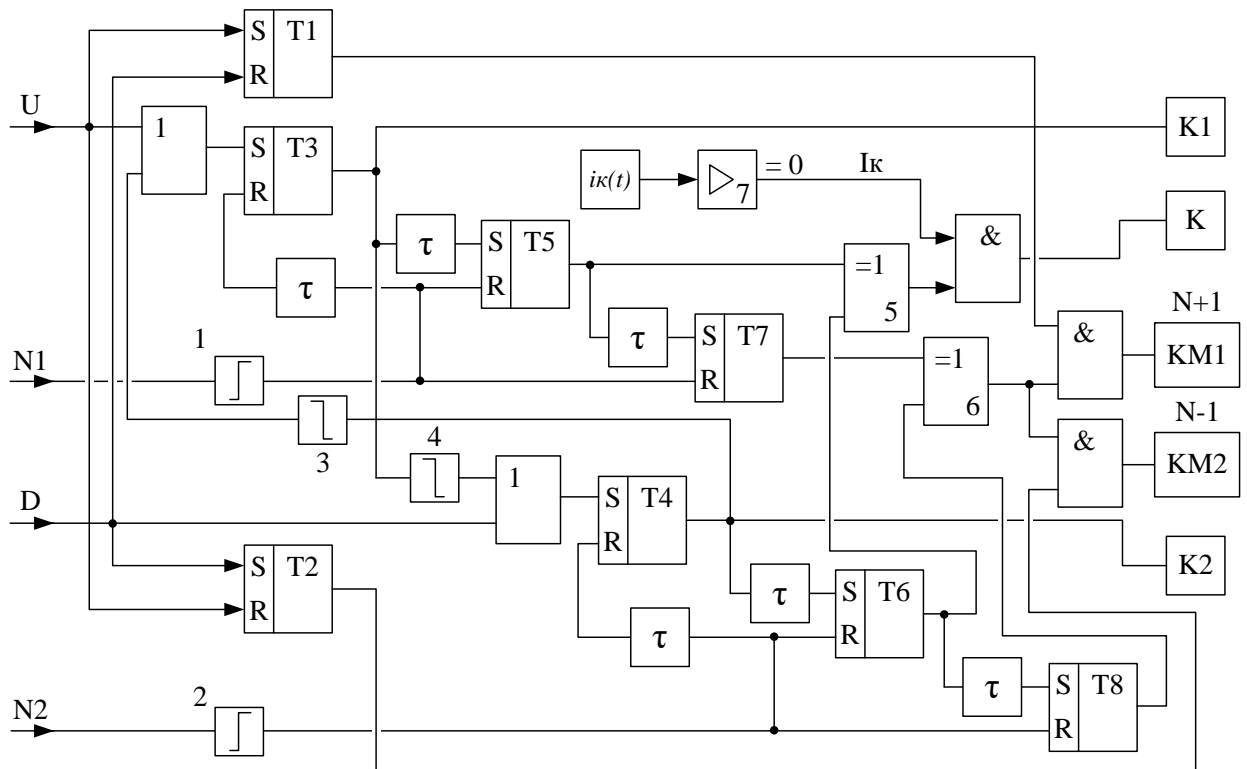 S T1
R
U
1
S T3
R
K1
iк(t)
7
= 0
Iк
K
τ
S T5
R
&
=1
5
τ
N+1
1
τ
S T7
R
&
KM1
N1
=1
6
N-1
3
4
&
KM2
1
S T4
R
D
K2
S T2
R
τ
S T6
R
τ
τ
S T8
R
N2
2